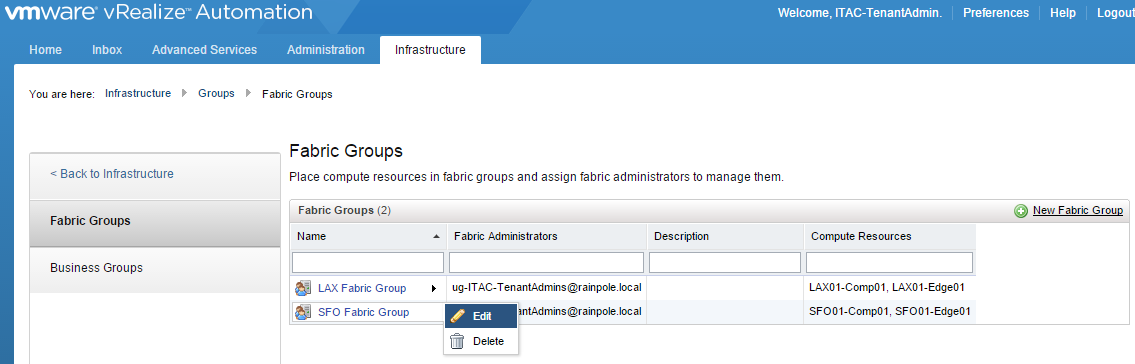 vmware vRealize™ Automation
Welcome, ITAC-TenantAdmin. Preferences Help Logout
Home Inbox Advanced Services Administration Infrastructure
You are here: Infrastructure Groups Fabric Groups
< Back to Infrastructure
Fabric Groups
Business Groups
Fabric Groups
Place compute resources in fabric groups and assign fabric administrators to manage them.
Fabric Groups (2) New Fabric Group
Name Fabric Administrators Description Compute Resources
LAX Fabric Group ug-ITAC-TenantAdmins@rainpole.local LAX01-Comp01, LAX01-Edge01
SFO Fabric Group antAdmins@rainpole.local SFO01-Comp01, SFO01-Edge01
Edit
Delete